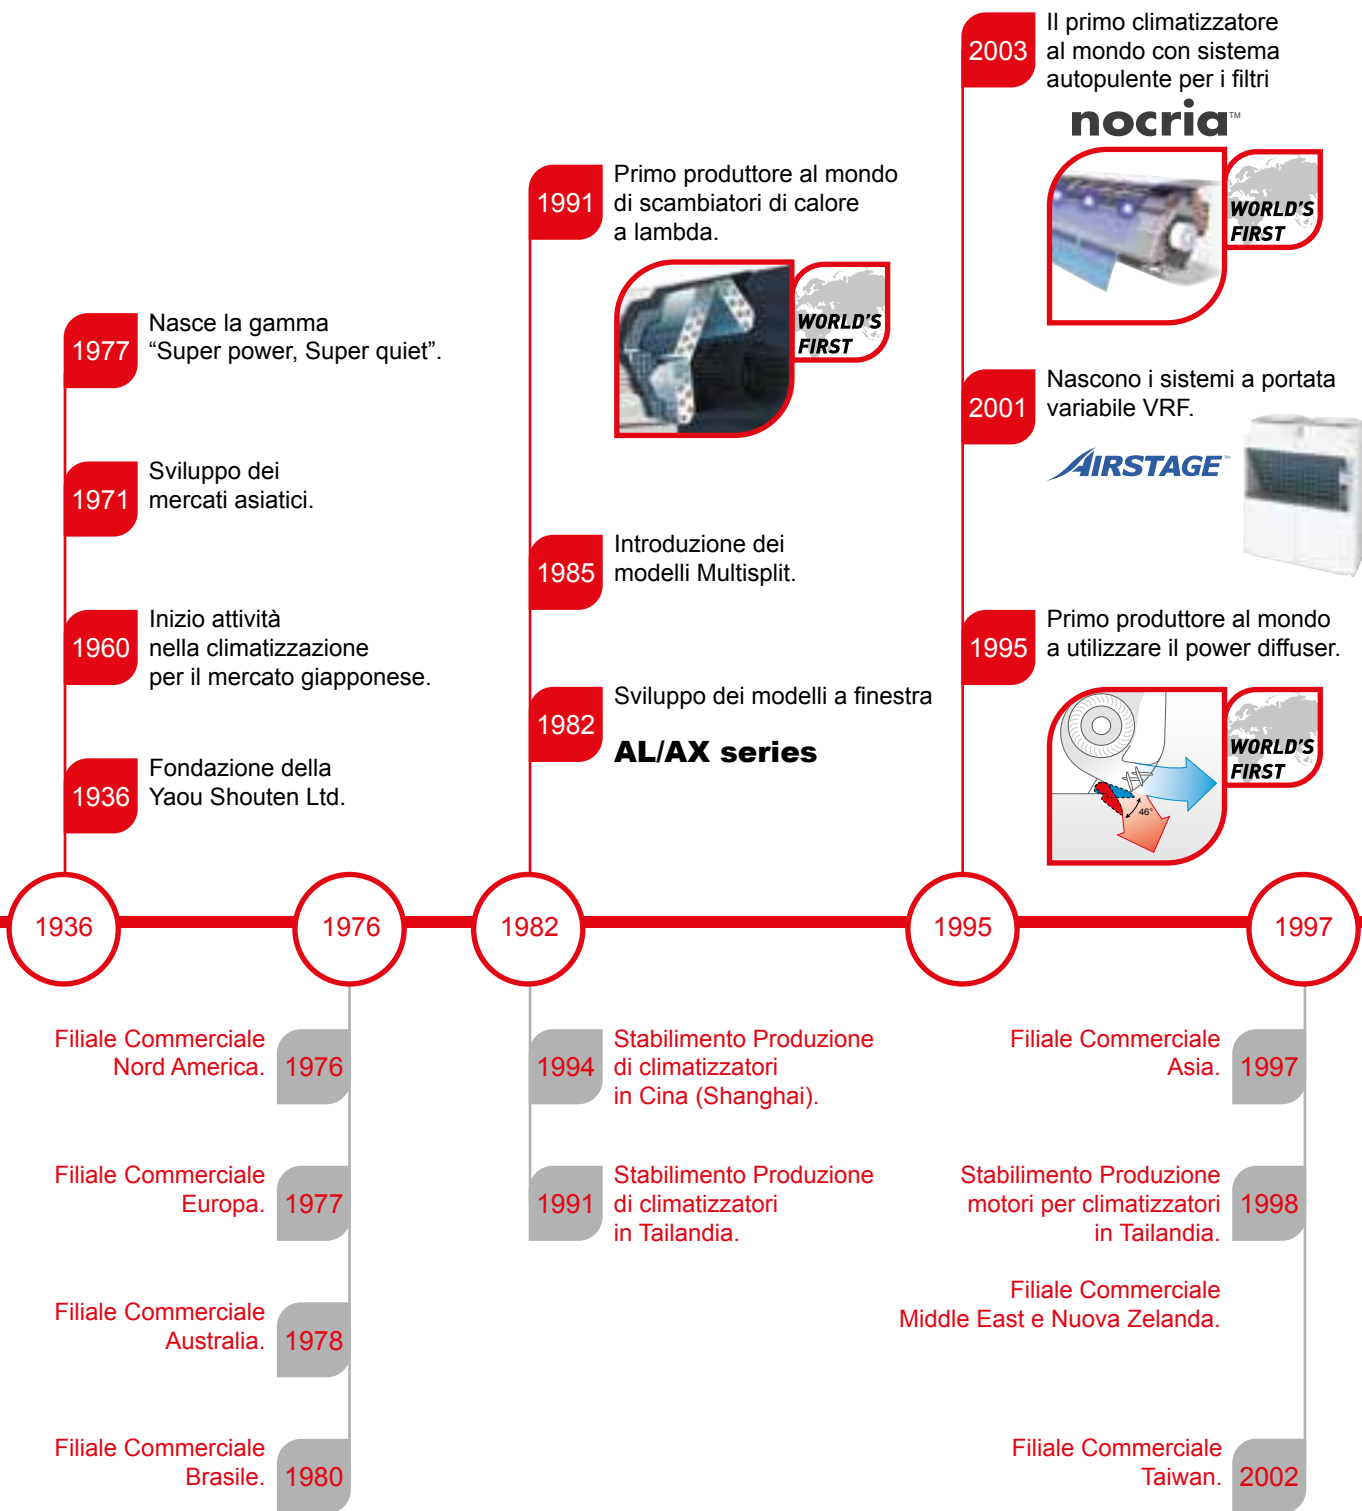 1977
Nasce la gamma
“Super power, Super quiet”.
1971
Sviluppo dei
mercati asiatici.
1960
Inizio attività
nella climatizzazione
per il mercato giapponese.
1936
Fondazione della
Yaou Shouten Ltd.
1991
Primo produttore al mondo
di scambiatori di calore
a lambda.
WORLD'S
FIRST
1985
Introduzione dei
modelli Multisplit.
1982
Sviluppo dei modelli a finestra
AL/AX series
2003
Il primo climatizzatore
al mondo con sistema
autopulente per i filtri
nocria™
WORLD'S
FIRST
2001
Nascono i sistemi a portata
variabile VRF.
AIRSTAGE™
1995
Primo produttore al mondo
a utilizzare il power diffuser.
46°
WORLD'S
FIRST
1936
1976
1982
1995
1997
Filiale Commerciale
Nord America.
1976
Filiale Commerciale
Europa.
1977
Filiale Commerciale
Australia.
1978
Filiale Commerciale
Brasile.
1980
1994
Stabilimento Produzione
di climatizzatori
in Cina (Shanghai).
1991
Stabilimento Produzione
di climatizzatori
in Tailandia.
Filiale Commerciale
Asia.
1997
Stabilimento Produzione
motori per climatizzatori
in Tailandia.
1998
Filiale Commerciale
Middle East e Nuova Zelanda.
Filiale Commerciale
Taiwan.
2002